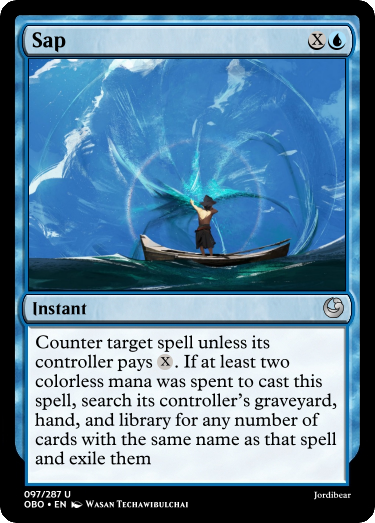 Sap X
Instant
Counter target spell unless its
controller pays X. If at least two
colorless mana was spent to cast this
spell, search its controller's graveyard,
hand, and library for any number of
cards with the same name as that spell
and exile them
097/287 U
OBO • EN Wasan Techawibulchai
Jordibear